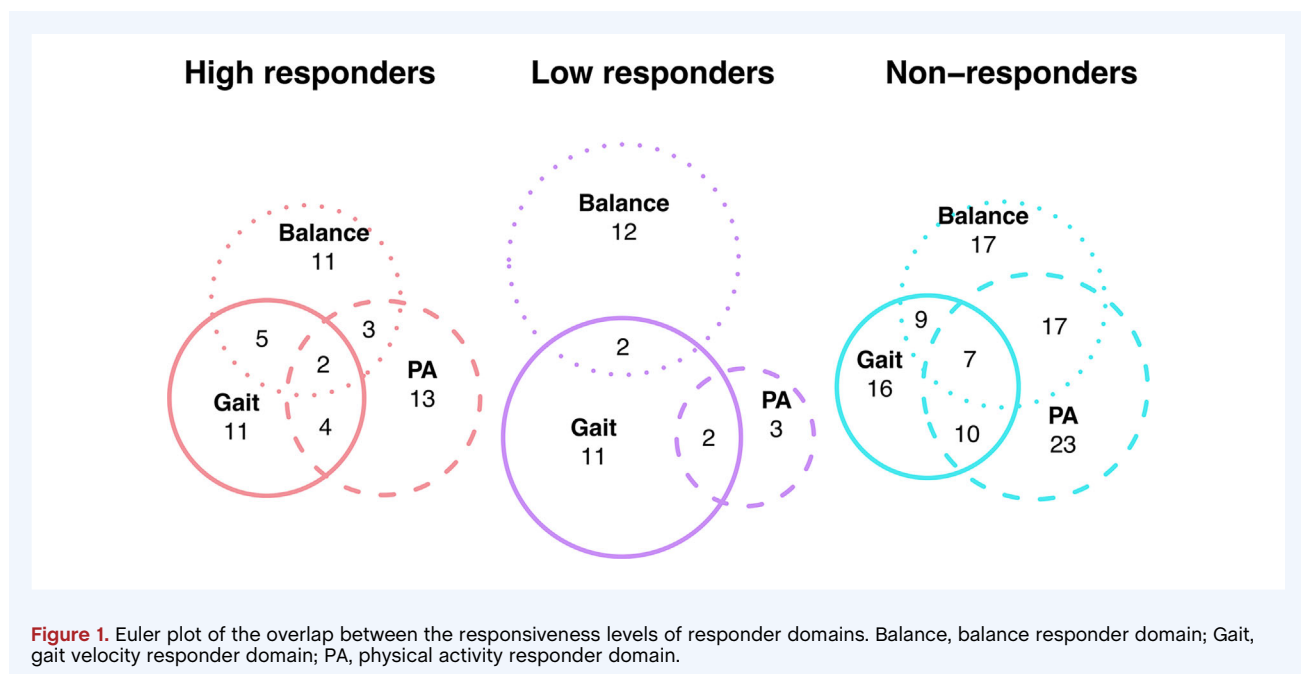 High responders
Low responders
Non–responders
Balance
11
5
2
3
Gait
11
4
PA
13
Balance
12
2
Gait
11
2
PA
3
Balance
17
9
7
17
Gait
16
10
PA
23
Figure 1. Euler plot of the overlap between the responsiveness levels of responder domains. Balance, balance responder domain; Gait,
gait velocity responder domain; PA, physical activity responder domain.